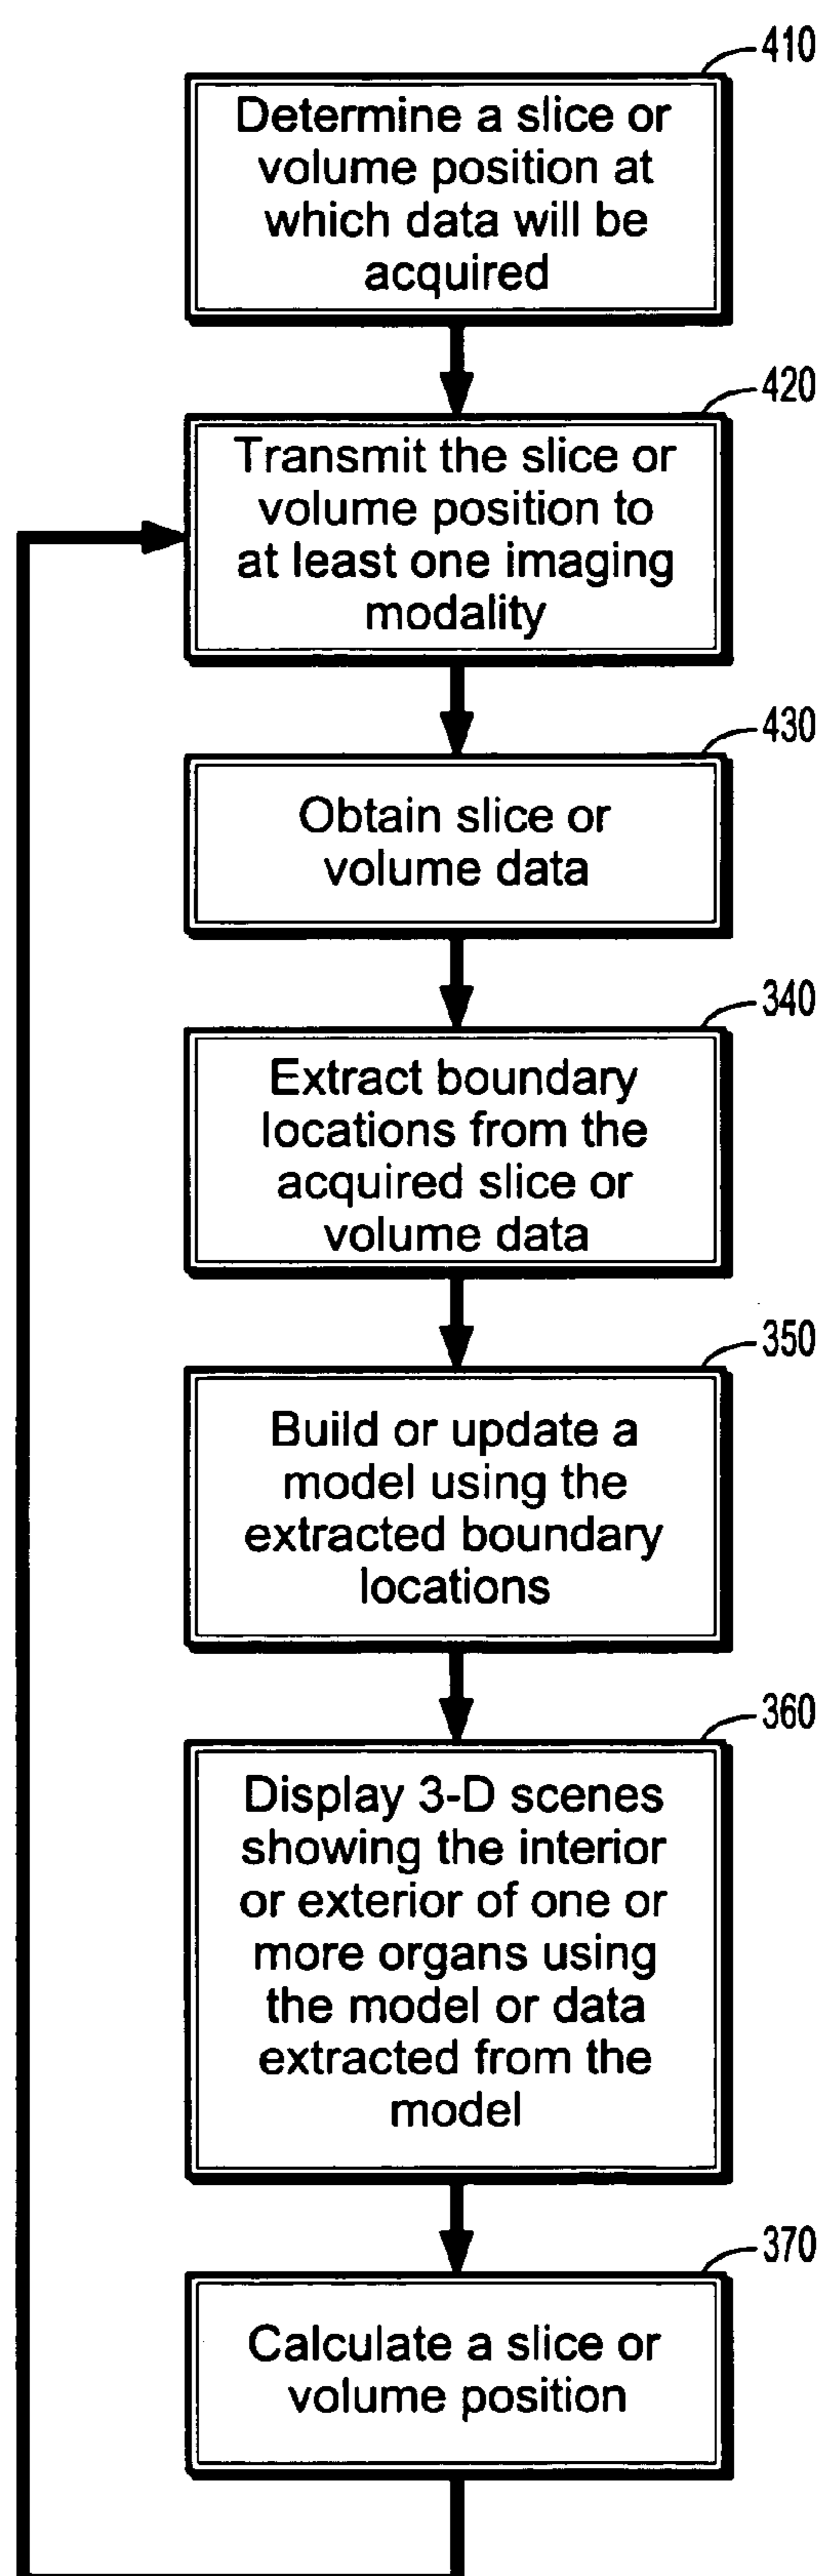 410
Determine a slice or
volume position at
which data will be
acquired
420
Transmit the slice or
volume position to
at least one imaging
modality
430
Obtain slice or
volume data
340
Extract boundary
locations from the
acquired slice or
volume data
350
Build or update a
model using the
extracted boundary
locations
360
Display 3-D scenes
showing the interior
or exterior of one or
more organs using
the model or data
extracted from the
model
370
Calculate a slice or
volume position